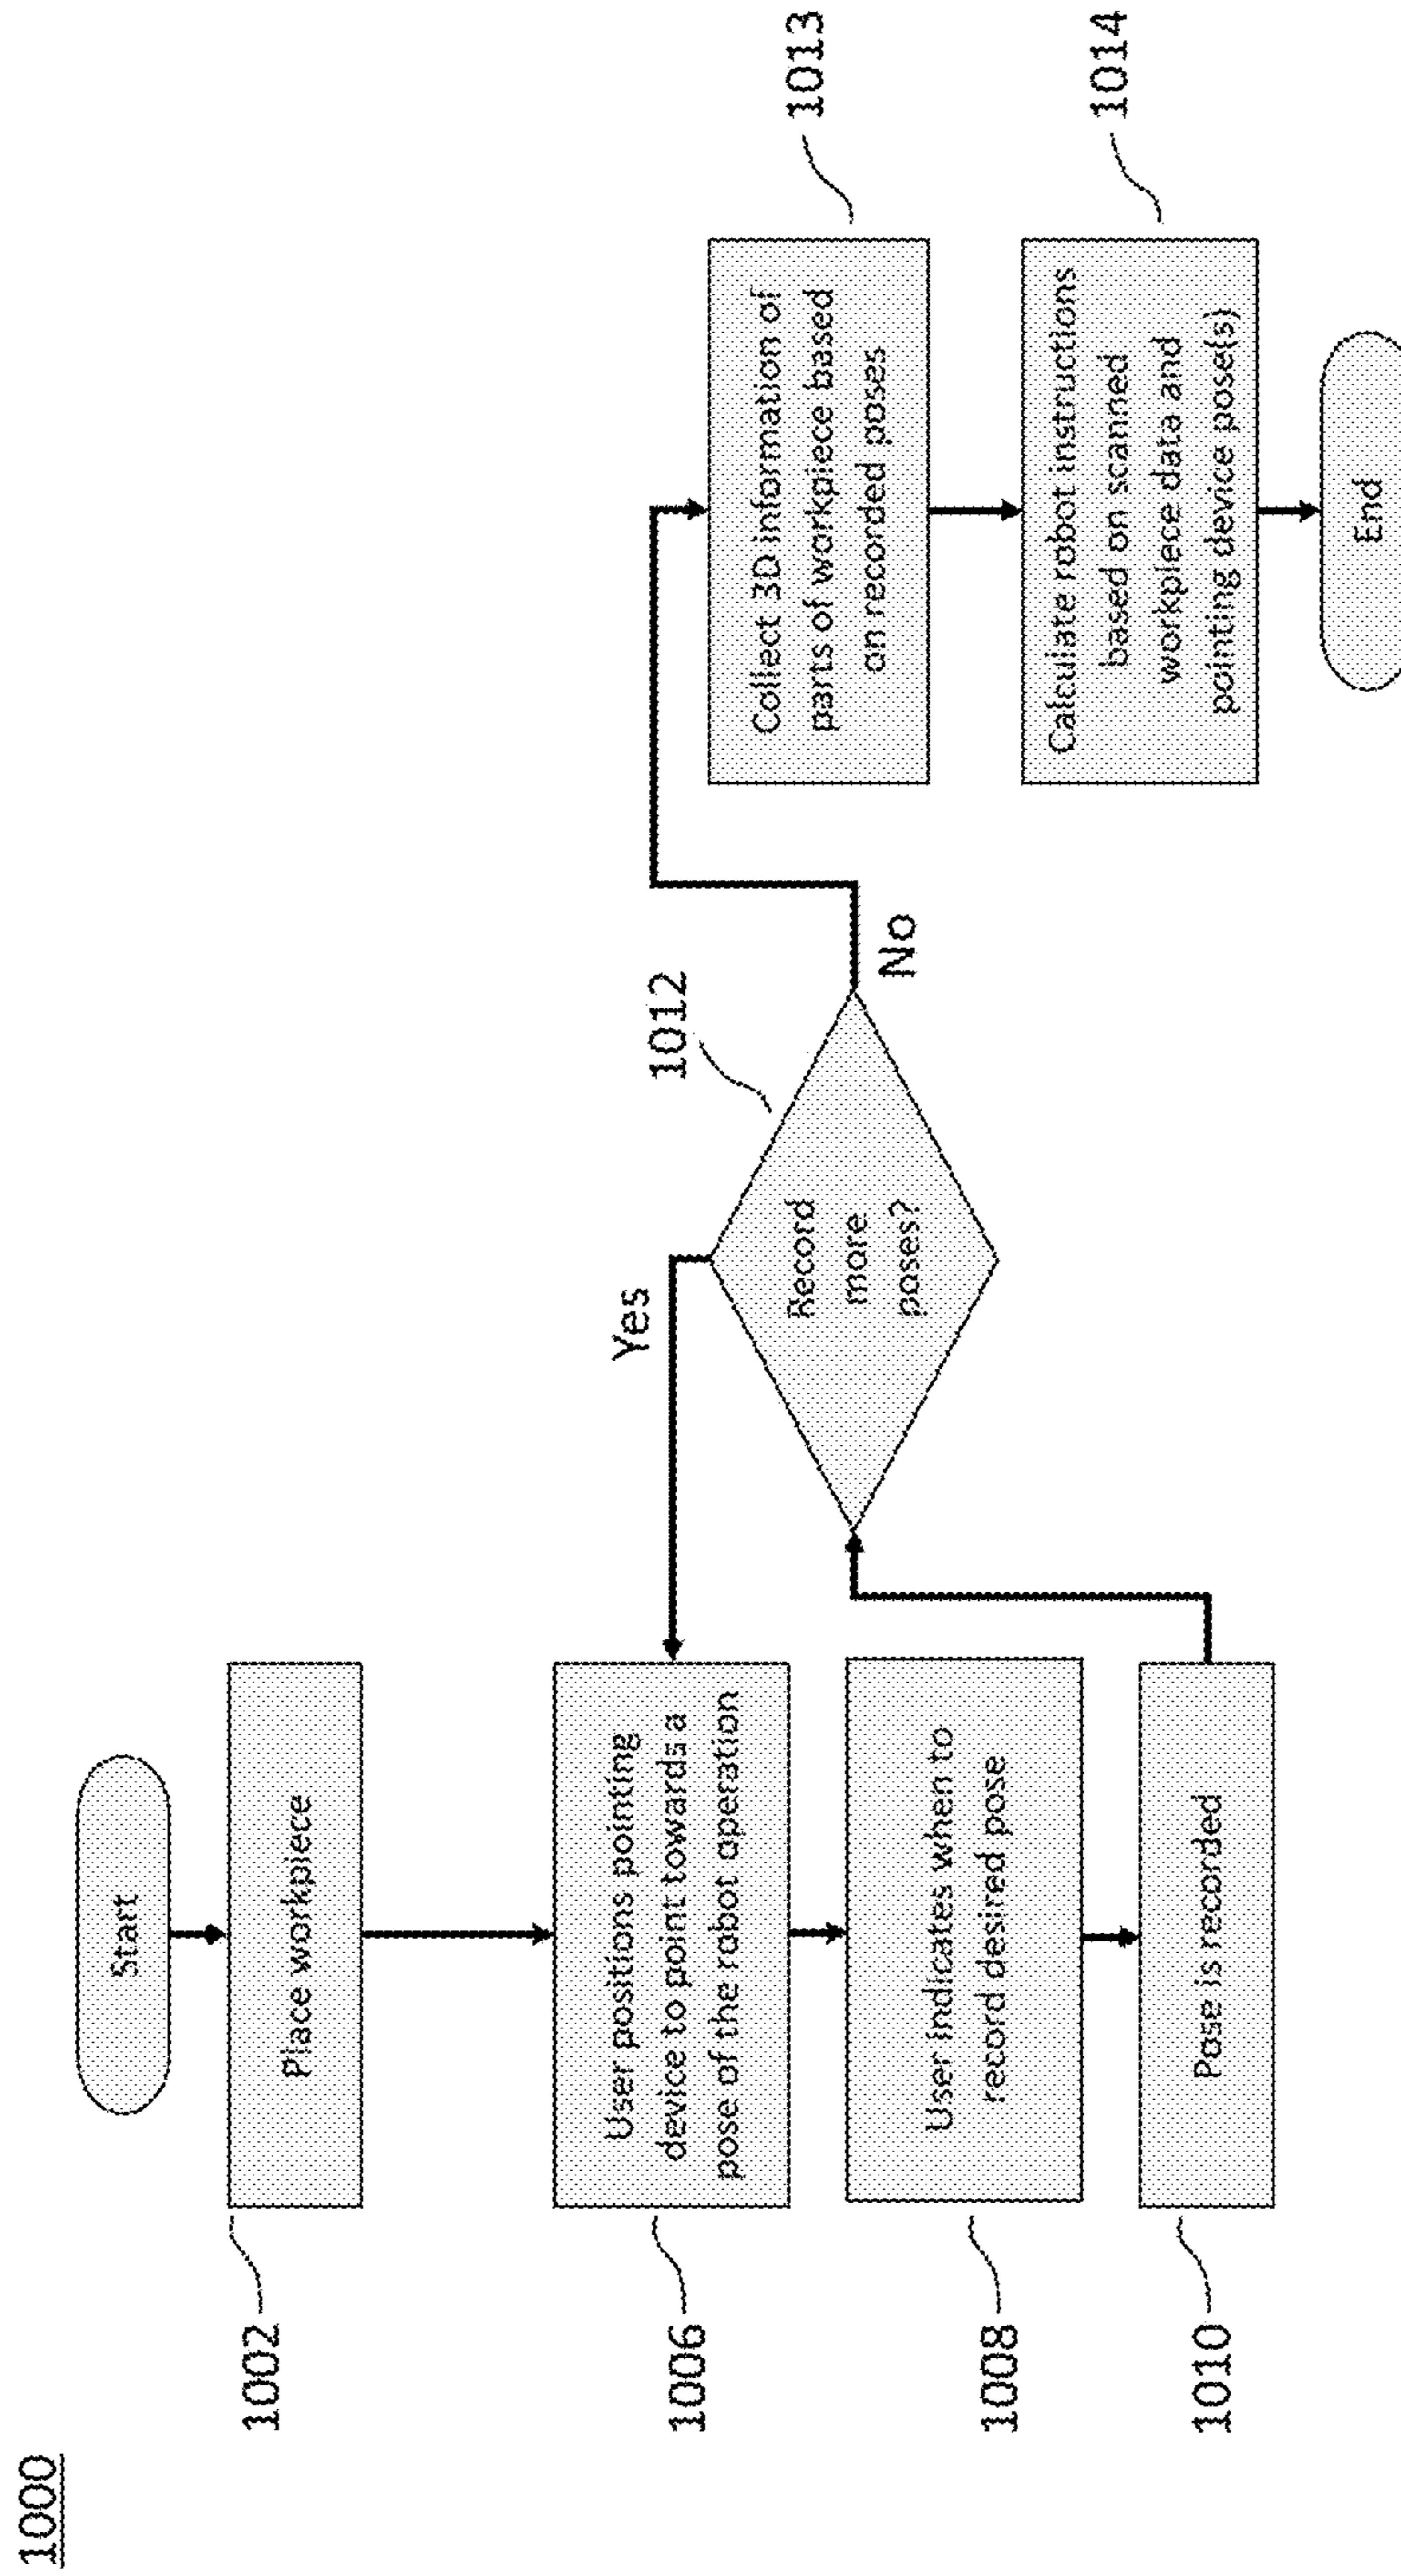 1000
Start
1002
Place workpiece
1006
User positions pointing
device to point towards a
pose of the robot operation
1008
User indicates when to
record desired pose
1010
Pose is recorded
1012
Record
more
poses?
Yes
No
1013
Collect 3D information of
parts of workpiece based
on recorded poses
1014
Calculate robot instructions
based on scanned
workpiece data and
pointing device pose(s)
End